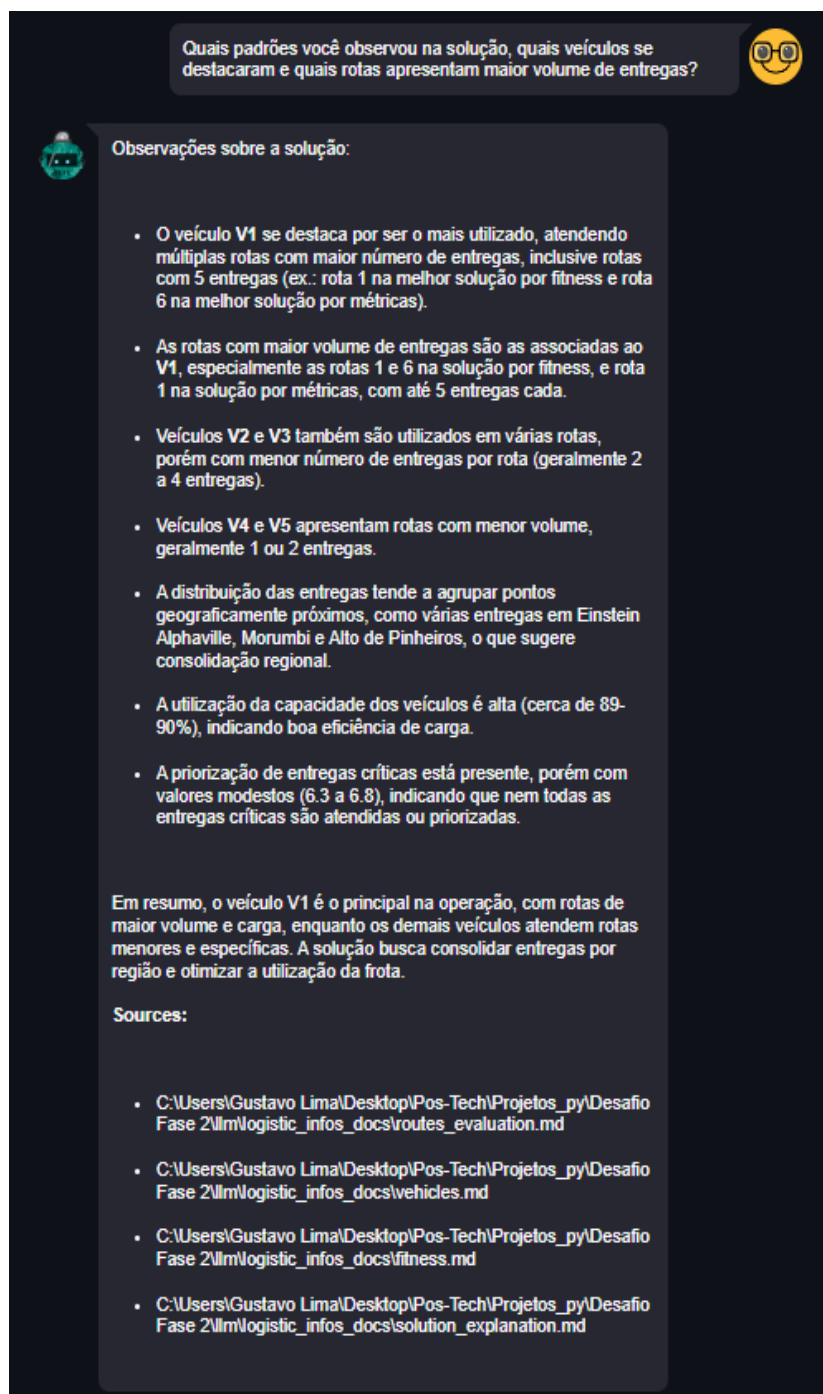 Quais padrões você observou na solução, quais veículos se
destacaram e quais rotas apresentam maior volume de entregas?
Observações sobre a solução:
• O veículo V1 se destaca por ser o mais utilizado, atendendo
múltiplas rotas com maior número de entregas, inclusive rotas
com 5 entregas (ex.: rota 1 na melhor solução por fitness e rota
6 na melhor solução por métricas).
• As rotas com maior volume de entregas são as associadas ao
V1, especialmente as rotas 1 e 6 na solução por fitness, e rota
1 na solução por métricas, com até 5 entregas cada.
• Veículos V2 e V3 também são utilizados em várias rotas,
porém com menor número de entregas por rota (geralmente 2
a 4 entregas).
• Veículos V4 e V5 apresentam rotas com menor volume,
geralmente 1 ou 2 entregas.
• A distribuição das entregas tende a agrupar pontos
geograficamente próximos, como várias entregas em Einstein
Alphaville, Morumbi e Alto de Pinheiros, o que sugere
consolidação regional.
• A utilização da capacidade dos veículos é alta (cerca de 89-
90%), indicando boa eficiência de carga.
• A priorização de entregas críticas está presente, porém com
valores modestos (6.3 a 6.8), indicando que nem todas as
entregas críticas são atendidas ou priorizadas.
Em resumo, o veículo V1 é o principal na operação, com rotas de
maior volume e carga, enquanto os demais veículos atendem rotas
menores e específicas. A solução busca consolidar entregas por
região e otimizar a utilização da frota.
Sources:
• C:\Users\Gustavo Lima\Desktop\Pos-Tech\Projetos_py\Desafio
Fase 2\llm\logistic_infos_docs\routes_evaluation.md
• C:\Users\Gustavo Lima\Desktop\Pos-Tech\Projetos_py\Desafio
Fase 2\llm\logistic_infos_docs\vehicles.md
• C:\Users\Gustavo Lima\Desktop\Pos-Tech\Projetos_py\Desafio
Fase 2\llm\logistic_infos_docs\fitness.md
• C:\Users\Gustavo Lima\Desktop\Pos-Tech\Projetos_py\Desafio
Fase 2\llm\logistic_infos_docs\solution_explanation.md